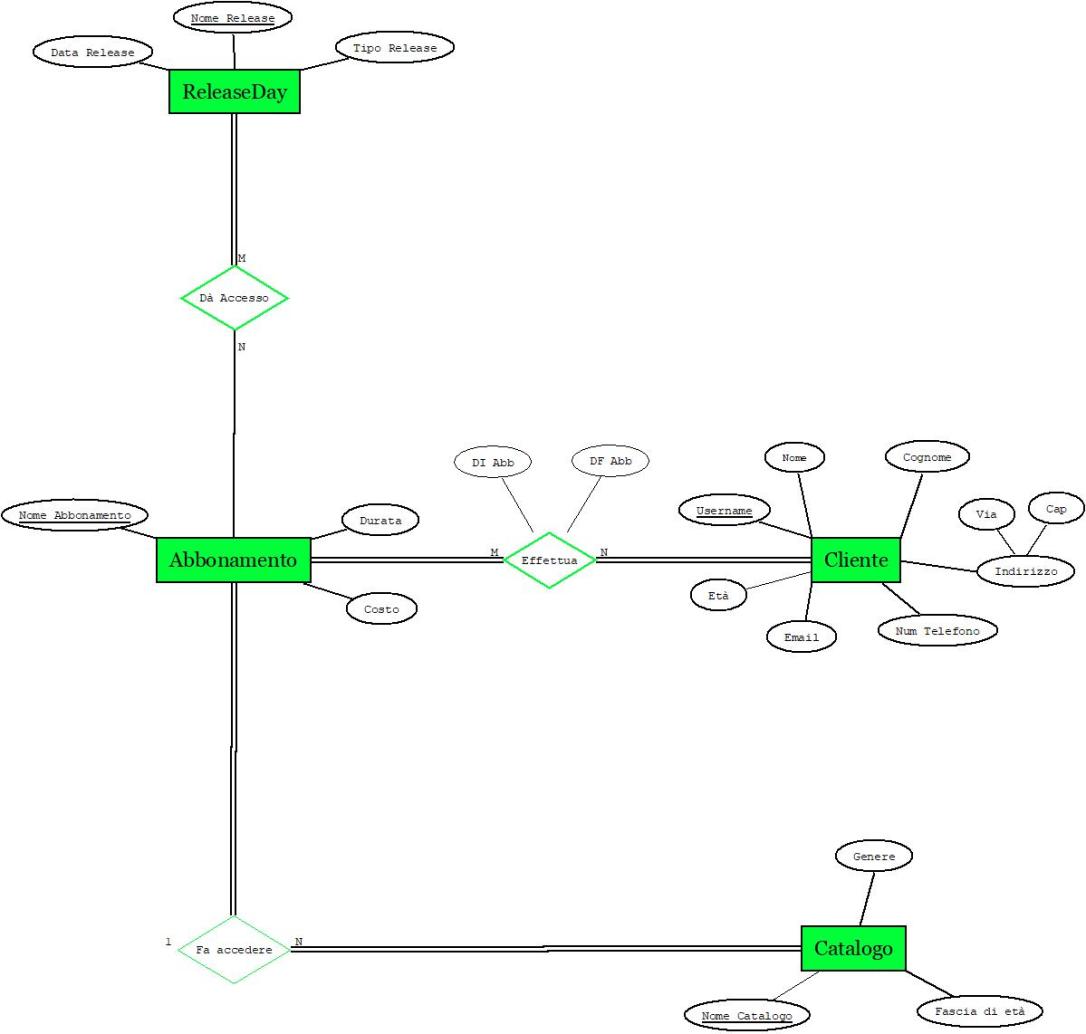 Nome Release
Data Release
Tipo Release
ReleaseDay
M
Dà Accesso
N
DI Abb
DF Abb
Nome
Cognome
Nome Abbonamento
Durata
Username
Via
Cap
Abbonamento
M
Effettua
N
Cliente
Indirizzo
Costo
Età
Email
Num Telefono
Genere
1
Fa accedere
N
Catalogo
Nome Catalogo
Fascia di età